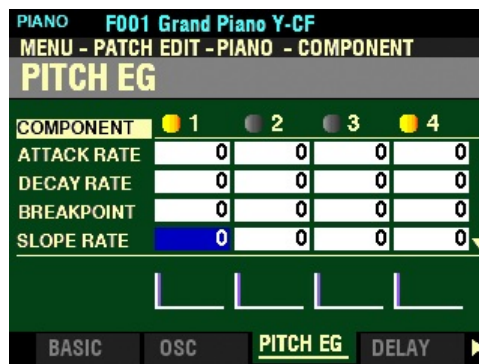 PIANO F001 Grand Piano Y-CF
MENU - PATCH EDIT - PIANO - COMPONENT
PITCH EG
COMPONENT 1 2 3 4
ATTACK RATE 0 0 0 0
DECAY RATE 0 0 0 0
BREAKPOINT 0 0 0 0
SLOPE RATE 0 0 0 0
BASIC OSC PITCH EG DELAY